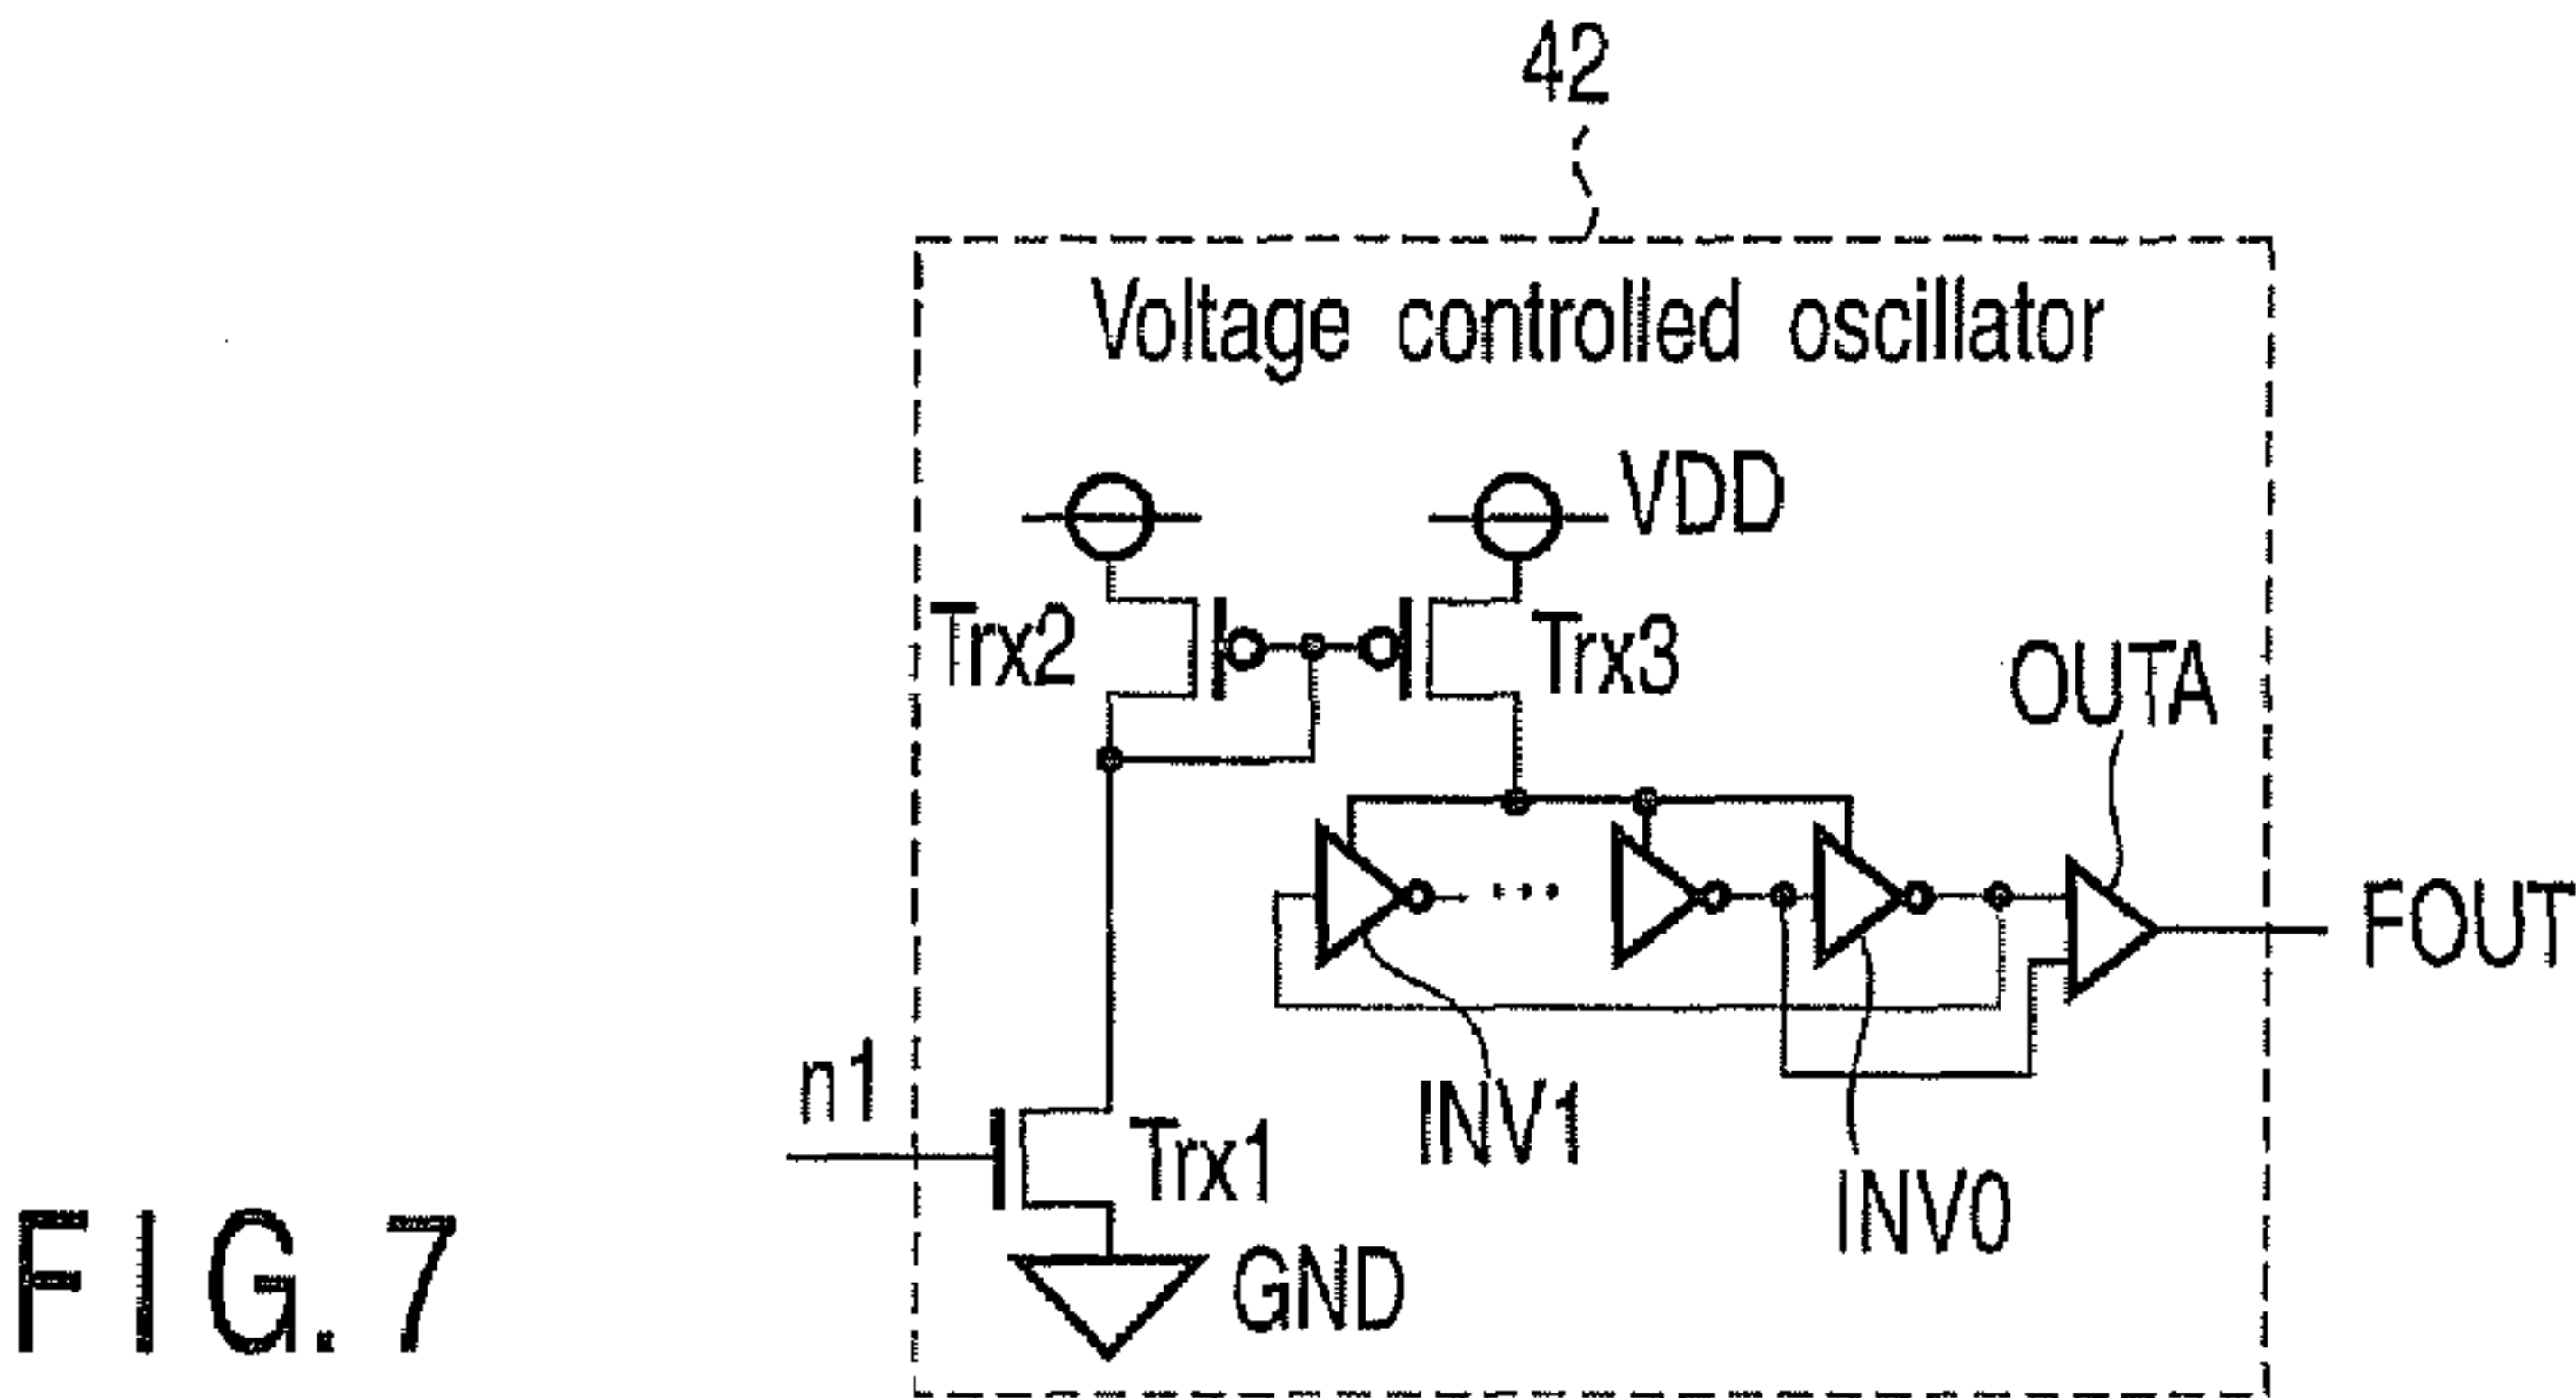 42
Voltage controlled oscillator
VDD
Trx2
Trx3
OUTA
FOUT
n1
Trx1
INV1
INV0
GND
FIG. 7